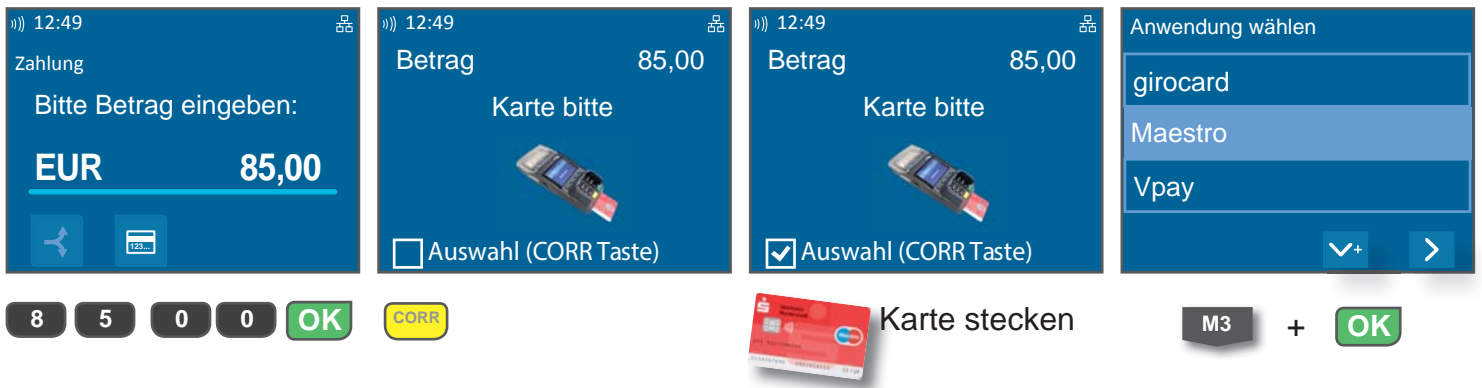 12:49
Zahlung
Bitte Betrag eingeben:
EUR 85,00
123...
8 5 0 0 OK
12:49
Betrag 85,00
Karte bitte
Auswahl (CORR Taste)
CORR
12:49
Betrag 85,00
Karte bitte
Auswahl (CORR Taste)
Karte stecken
Anwendung wählen
girocard
Maestro
Vpay
+
M3 + OK